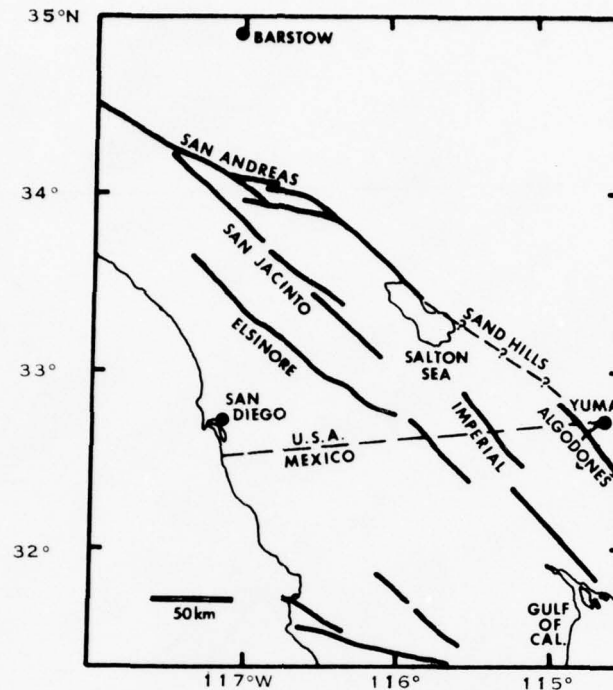 35°N
BARSTOW
SAN ANDREAS
34°
SAN JACINTO
ELSINORE
SALTON
SEA
SAND HILLS
?
?
?
33°
SAN
DIEGO
YUMA
ALGODONES
IMPERIAL
U.S.A.
MEXICO
32°
50km
GULF
OF
CAL.
117°W
116°
115°